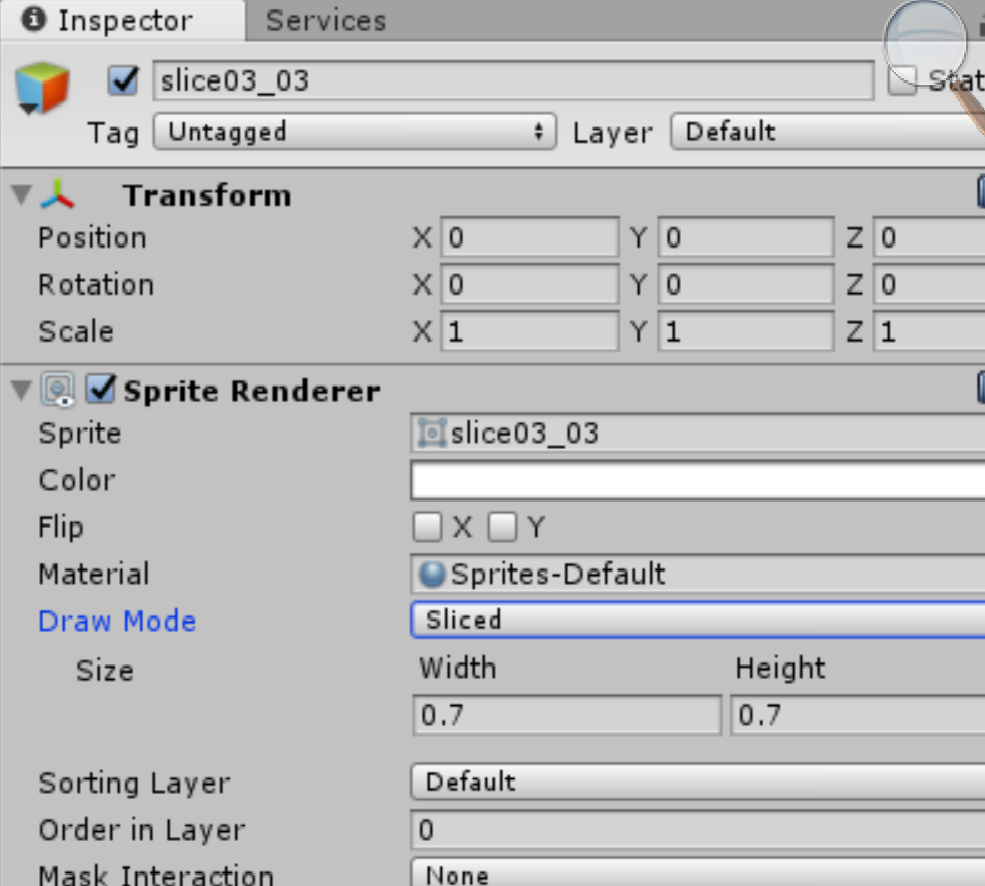 Inspector Services
slice03_03 Stat
Tag Untagged Layer Default
Transform
Position X 0 Y 0 Z 0
Rotation X 0 Y 0 Z 0
Scale X 1 Y 1 Z 1
Sprite Renderer
Sprite slice03_03
Color
Flip X Y
Material Sprites-Default
Draw Mode Sliced
Size Width Height
0.7 0.7
Sorting Layer Default
Order in Layer 0
Mask Interaction None